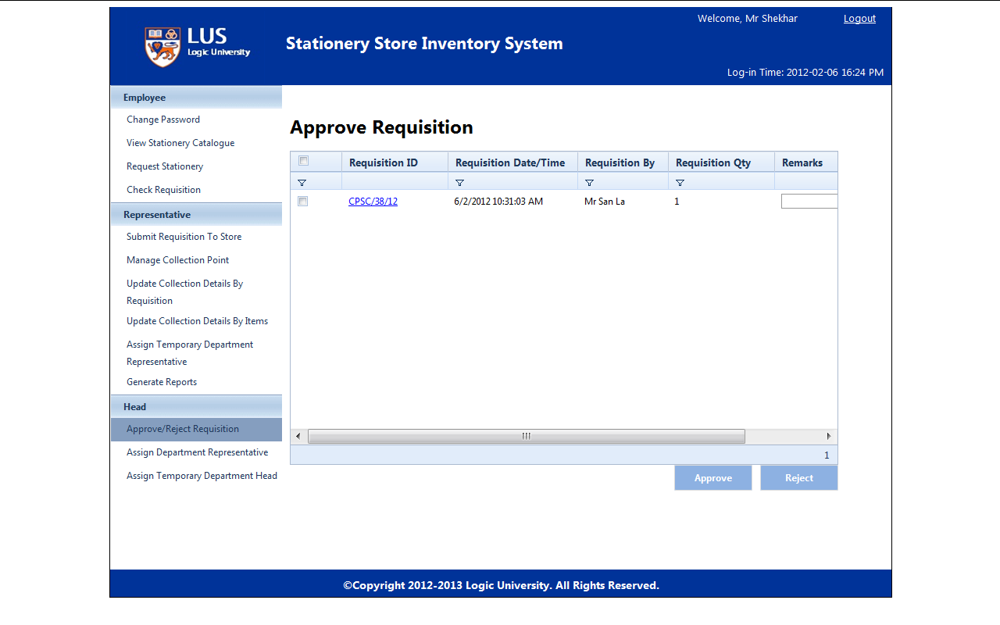 Welcome, Mr Shekhar
Logout
LUS
Logic University
Stationery Store Inventory System
Log-in Time: 2012-02-06 16:24 PM
Employee
Change Password
View Stationery Catalogue
Request Stationery
Check Requisition
Representative
Submit Requisition To Store
Manage Collection Point
Update Collection Details By
Requisition
Update Collection Details By Items
Assign Temporary Department
Representative
Generate Reports
Head
Approve/Reject Requisition
Assign Department Representative
Assign Temporary Department Head
Approve Requisition
Requisition ID Requisition Date/Time Requisition By Requisition Qty Remarks
CPSC/38/12 6/2/2012 10:31:03 AM Mr San La 1
1
Approve
Reject
©Copyright 2012-2013 Logic University. All Rights Reserved.